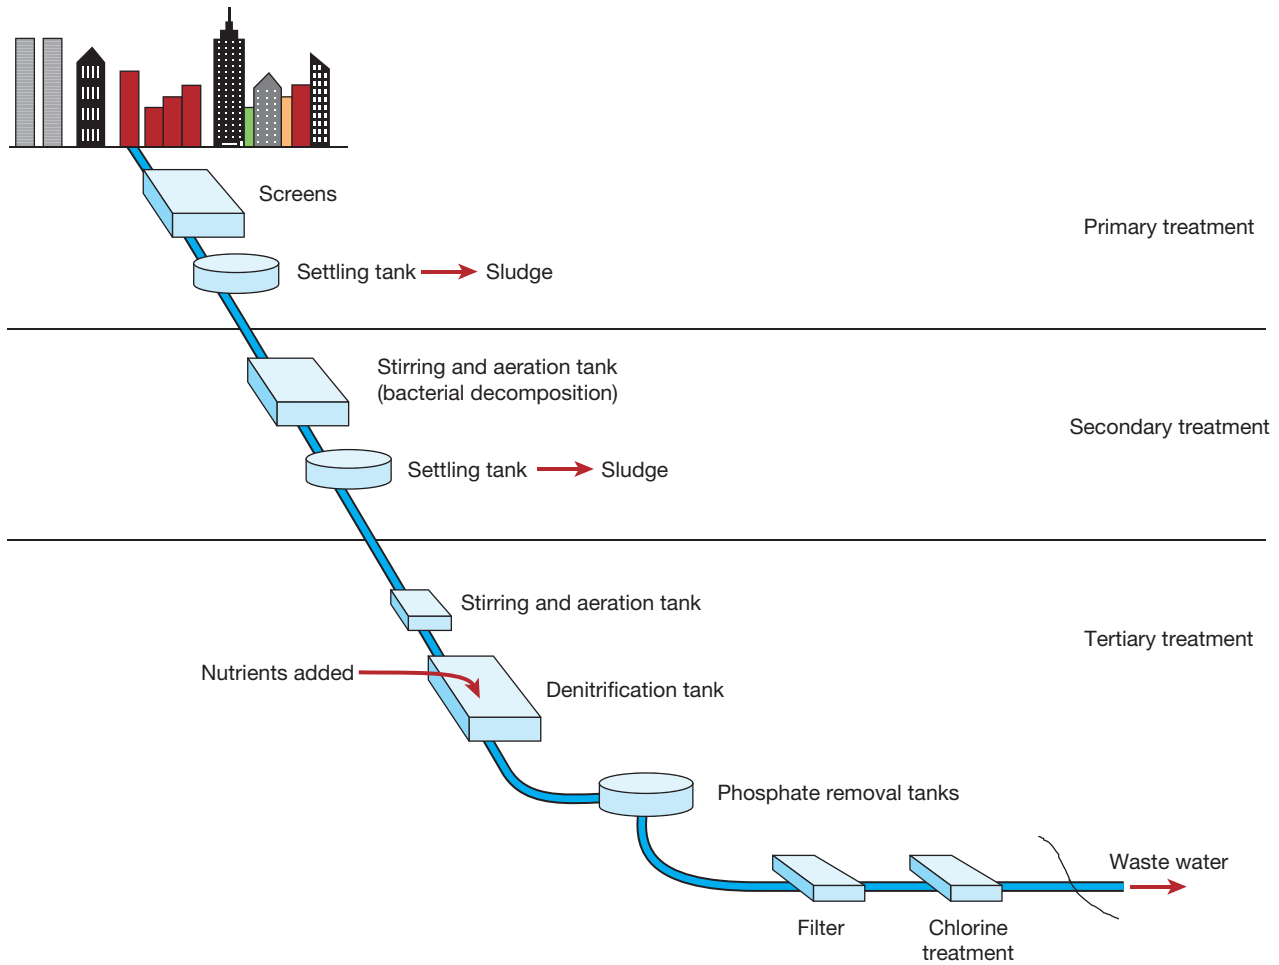 Screens
Primary treatment
Settling tank
Sludge
Stirring and aeration tank
(bacterial decomposition)
Secondary treatment
Settling tank
Sludge
Stirring and aeration tank
Tertiary treatment
Nutrients added
Denitrification tank
Phosphate removal tanks
Waste water
Filter
Chlorine
treatment